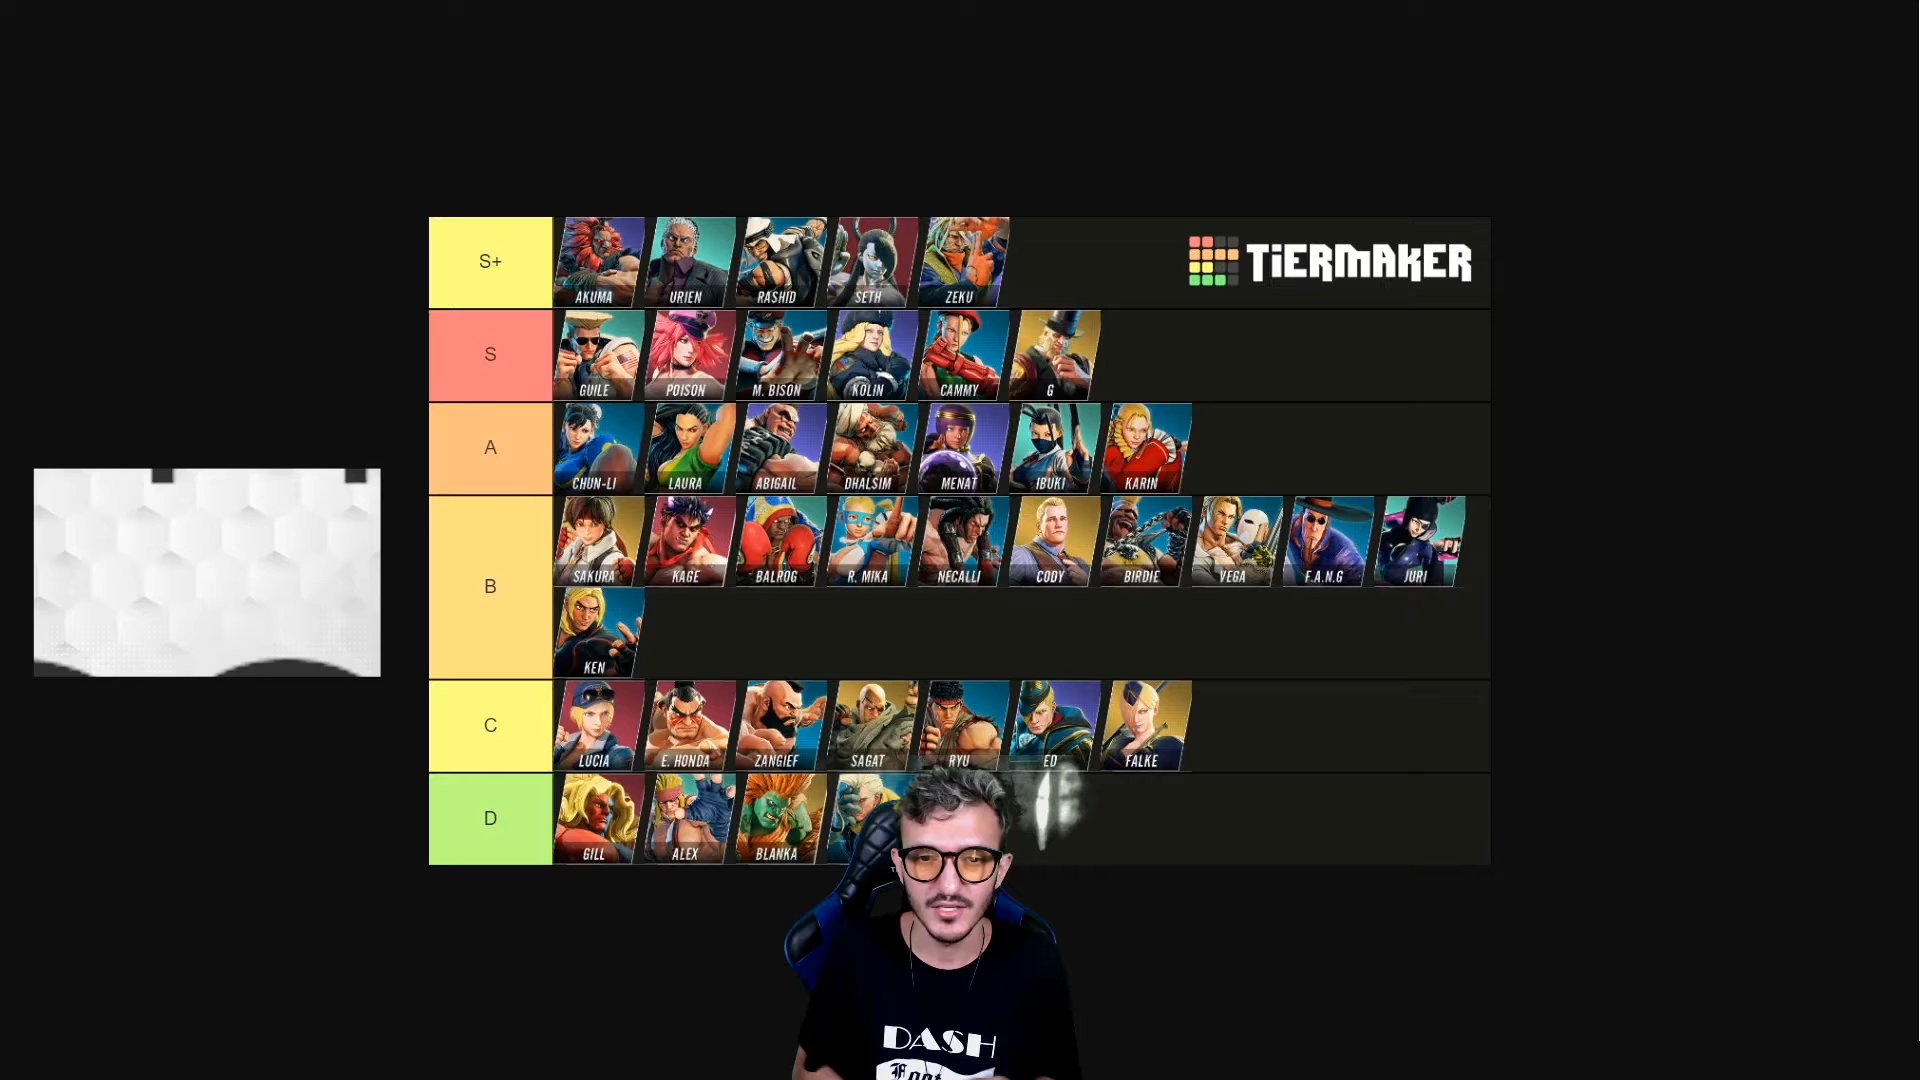 S+
AKUMA URIEN RASHID SETH ZEKU
TiERMAKER
S
GUILE POISON M. BISON KOLIN CAMMY G
A
CHUN-LI LAURA ABIGAIL DHALSIM MENAT IBUKI KARIN
B
SAKURA KAGE BALROG R. MIKA NECALLI CODY BIRDIE VEGA F.A.N.G JURI
KEN
C
LUCIA E. HONDA ZANGIEF SAGAT RYU ED FALKE
D
GILL ALEX BLANKA
DASH